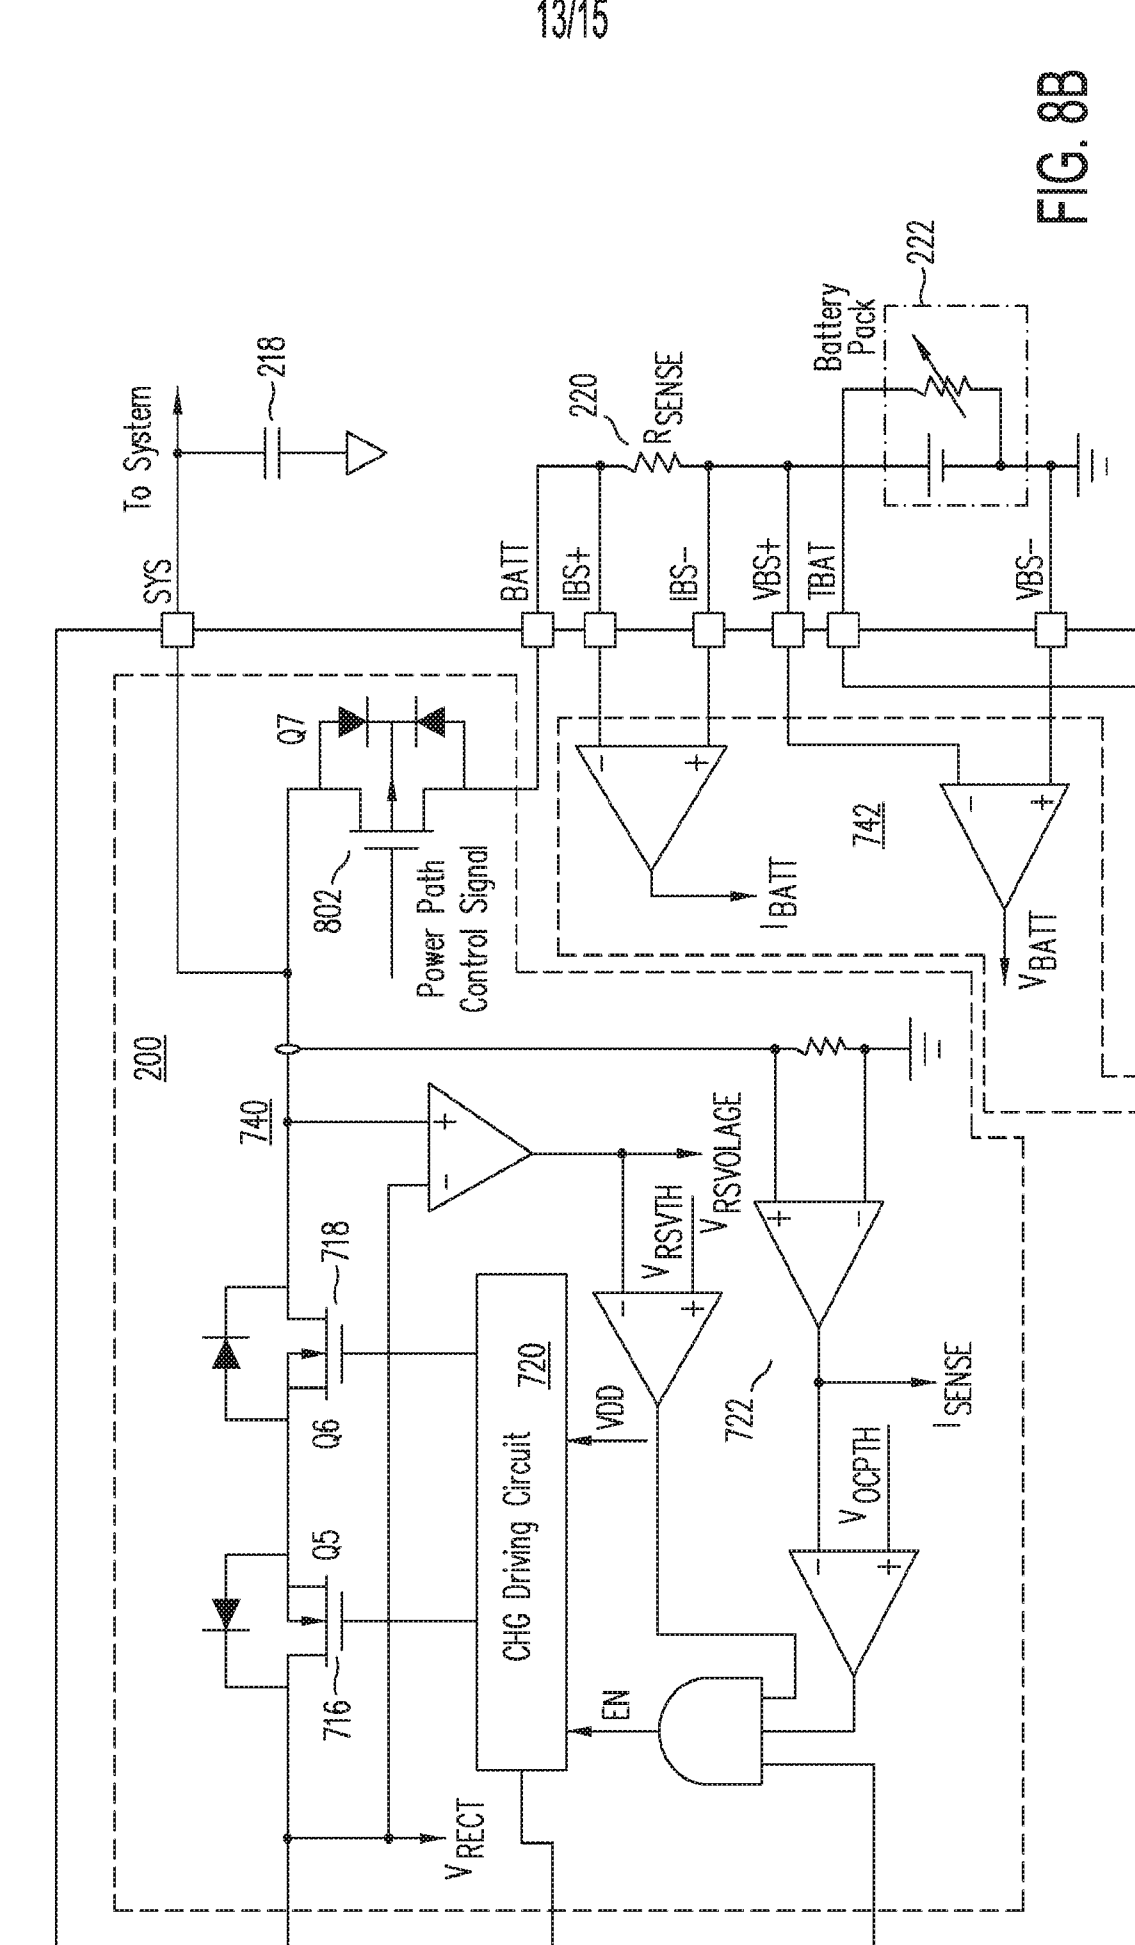 13/15
FIG. 8B
To System
218
SYS
BATT
IBS+
IBS−
VBS+
TBAT
VBS−
220
RSENSE
Battery
Pack
222
200
740
Q7
802
Power Path
Control Signal
−
+
IBATT
742
−
+
VBATT
718
Q6
Q5
716
+
−
VRSVOLAGE
VRSVTH
−
+
720
CHG Driving Circuit
VDD
EN
722
+
−
ISENSE
VOCPTH
−
+
VRECT